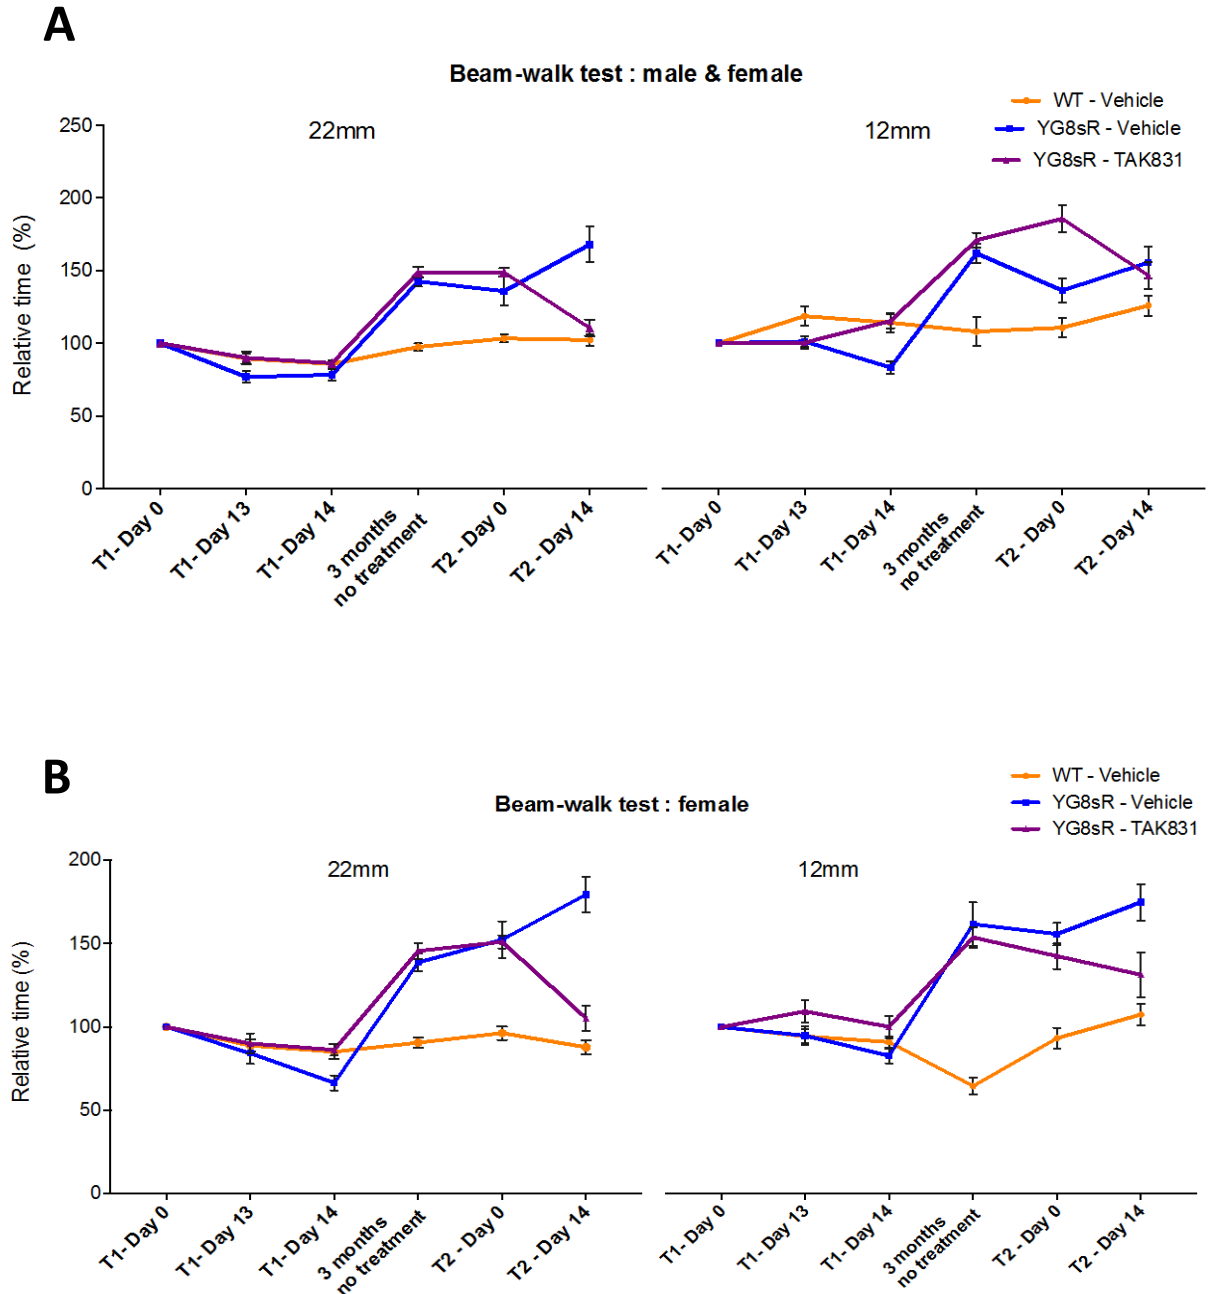 A
Beam-walk test : male & female
WT - Vehicle
YG8sR - Vehicle
YG8sR - TAK831
22mm
12mm
Relative time (%)
250
200
150
100
50
0
T1- Day 0
T1- Day 13
T1- Day 14
3 months
no treatment
T2 - Day 0
T2 - Day 14
T1- Day 0
T1- Day 13
T1- Day 14
3 months
no treatment
T2 - Day 0
T2 - Day 14
B
Beam-walk test : female
WT - Vehicle
YG8sR - Vehicle
YG8sR - TAK831
22mm
12mm
Relative time (%)
200
150
100
50
0
T1- Day 0
T1- Day 13
T1- Day 14
3 months
no treatment
T2 - Day 0
T2 - Day 14
T1- Day 0
T1- Day 13
T1- Day 14
3 months
no treatment
T2 - Day 0
T2 - Day 14